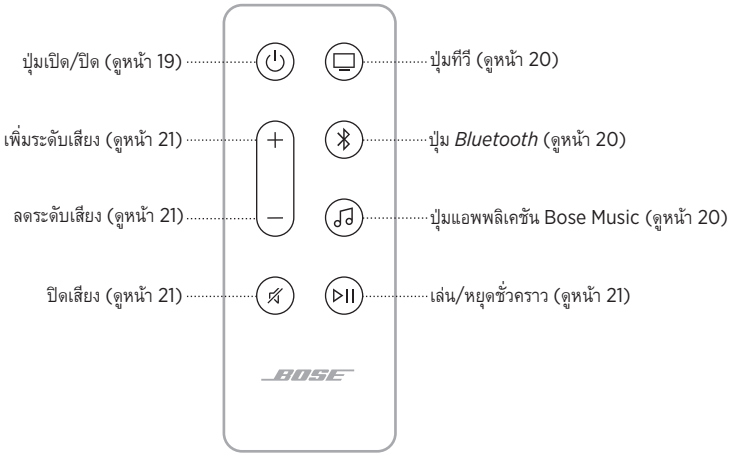 ปุ่มเปิด/ปิด (ดูหน้า 19)
ปุ่มทีวี (ดูหน้า 20)
เพิ่มระดับเสียง (ดูหน้า 21)
ปุ่ม Bluetooth (ดูหน้า 20)
ลดระดับเสียง (ดูหน้า 21)
ปุ่มแอพพลิเคชัน Bose Music (ดูหน้า 20)
ปิดเสียง (ดูหน้า 21)
เล่น/หยุดชั่วคราว (ดูหน้า 21)
BOSE